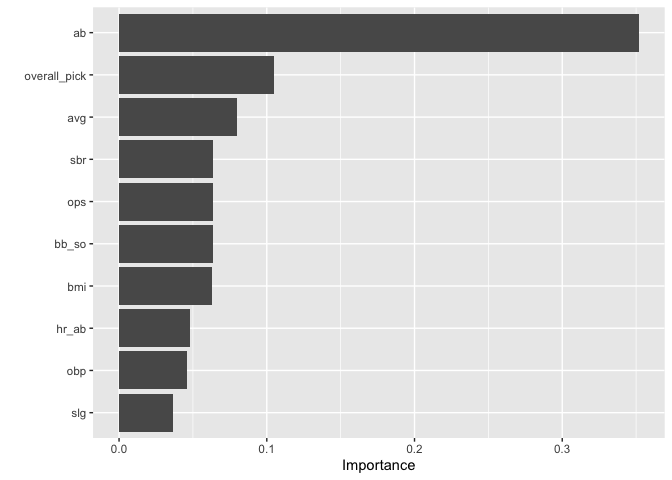 ab
overall_pick
avg
sbr
ops
bb_so
bmi
hr_ab
obp
slg
0.0 0.1 0.2 0.3
Importance